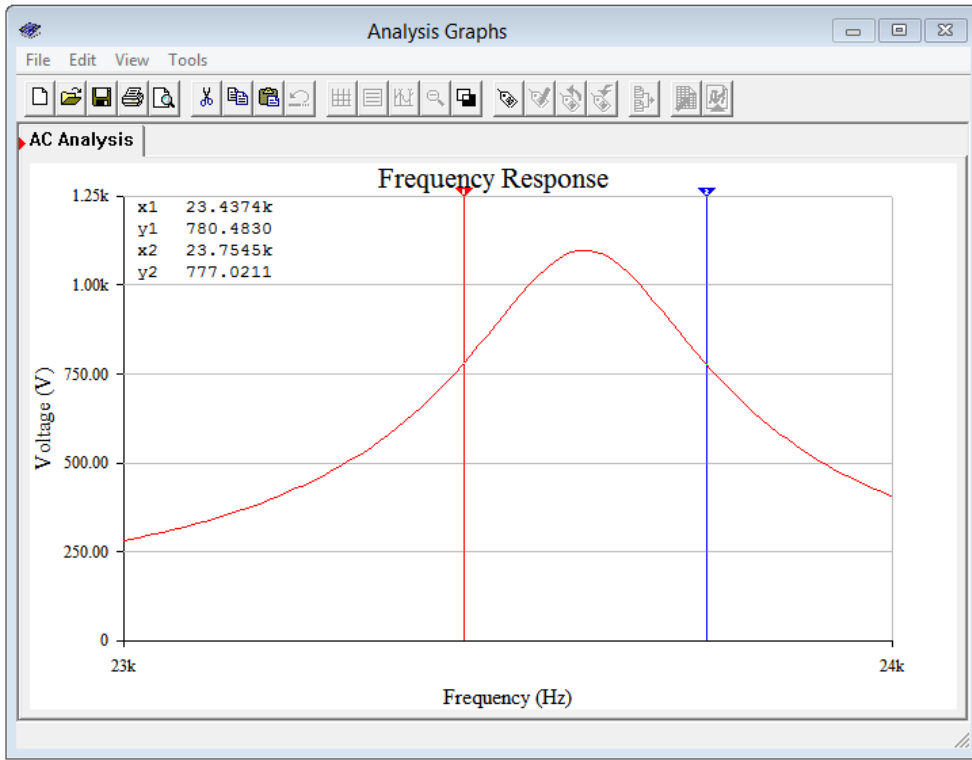 Analysis Graphs
File Edit View Tools
AC Analysis
Frequency Response
x1 23.4374k
y1 780.4830
x2 23.7545k
y2 777.0211
1
2
1.25k
1.00k
750.00
500.00
250.00
0
Voltage (V)
23k 24k
Frequency (Hz)